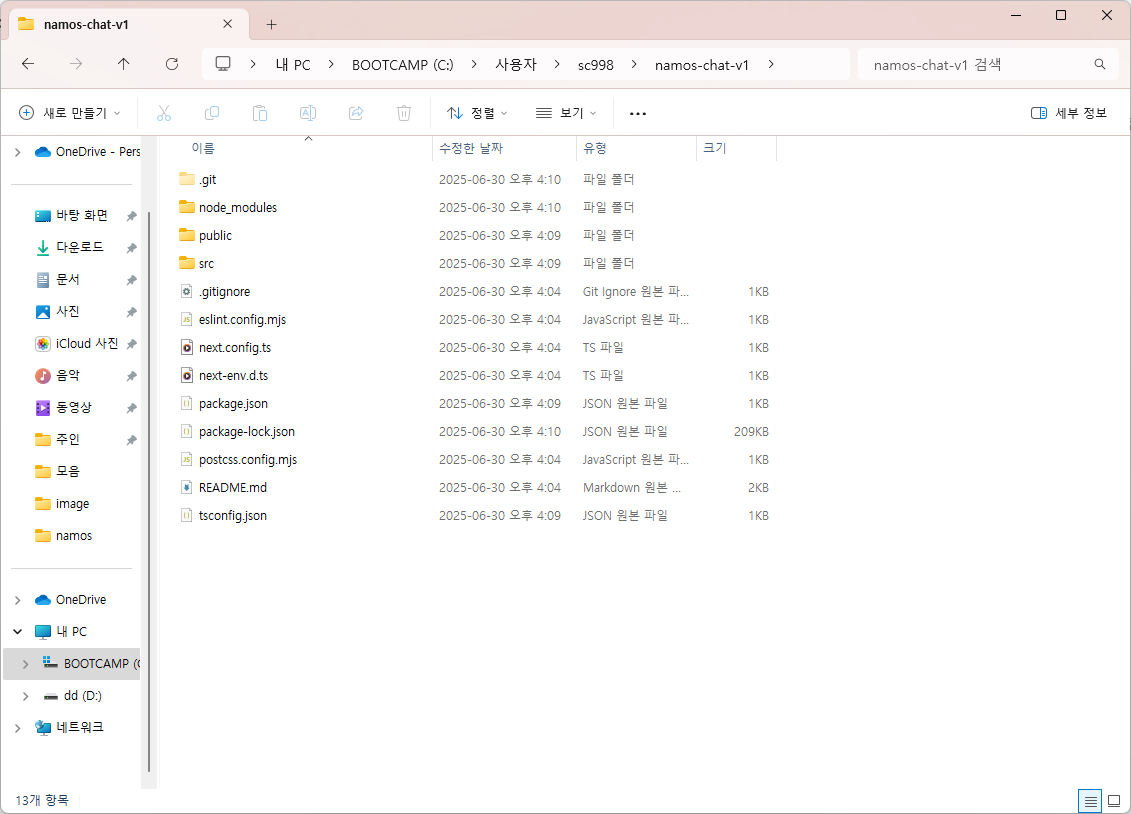 namos-chat-v1
내 PC > BOOTCAMP (C:) > 사용자 > sc998 > namos-chat-v1 >
namos-chat-v1 검색
새로 만들기
정렬
보기
세부 정보
OneDrive - Pers
바탕 화면
다운로드
문서
사진
iCloud 사진
음악
동영상
주인
모음
image
namos
OneDrive
내 PC
BOOTCAMP (C
dd (D:)
네트워크
이름 수정한 날짜 유형 크기
.git 2025-06-30 오후 4:10 파일 폴더
node_modules 2025-06-30 오후 4:10 파일 폴더
public 2025-06-30 오후 4:09 파일 폴더
src 2025-06-30 오후 4:09 파일 폴더
.gitignore 2025-06-30 오후 4:04 Git Ignore 원본 파... 1KB
eslint.config.mjs 2025-06-30 오후 4:04 JavaScript 원본 파... 1KB
next.config.ts 2025-06-30 오후 4:04 TS 파일 1KB
next-env.d.ts 2025-06-30 오후 4:04 TS 파일 1KB
package.json 2025-06-30 오후 4:09 JSON 원본 파일 1KB
package-lock.json 2025-06-30 오후 4:10 JSON 원본 파일 209KB
postcss.config.mjs 2025-06-30 오후 4:04 JavaScript 원본 파... 1KB
README.md 2025-06-30 오후 4:04 Markdown 원본 ... 2KB
tsconfig.json 2025-06-30 오후 4:09 JSON 원본 파일 1KB
13개 항목